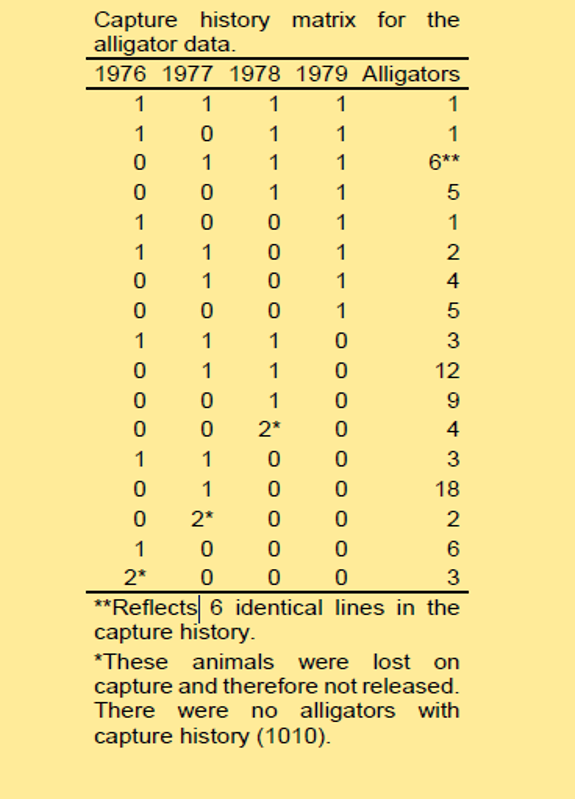 Capture history matrix for the
alligator data.
1976 1977 1978 1979 Alligators
1 1 1 1 1
1 0 1 1 1
0 1 1 1 6**
0 0 1 1 5
1 0 0 1 1
1 1 0 1 2
0 1 0 1 4
0 0 0 1 5
1 1 1 0 3
0 1 1 0 12
0 0 1 0 9
0 0 2* 0 4
1 1 0 0 3
0 1 0 0 18
0 2* 0 0 2
1 0 0 0 6
2* 0 0 0 3
**Reflects 6 identical lines in the
capture history.
*These animals were lost on
capture and therefore not released.
There were no alligators with
capture history (1010).